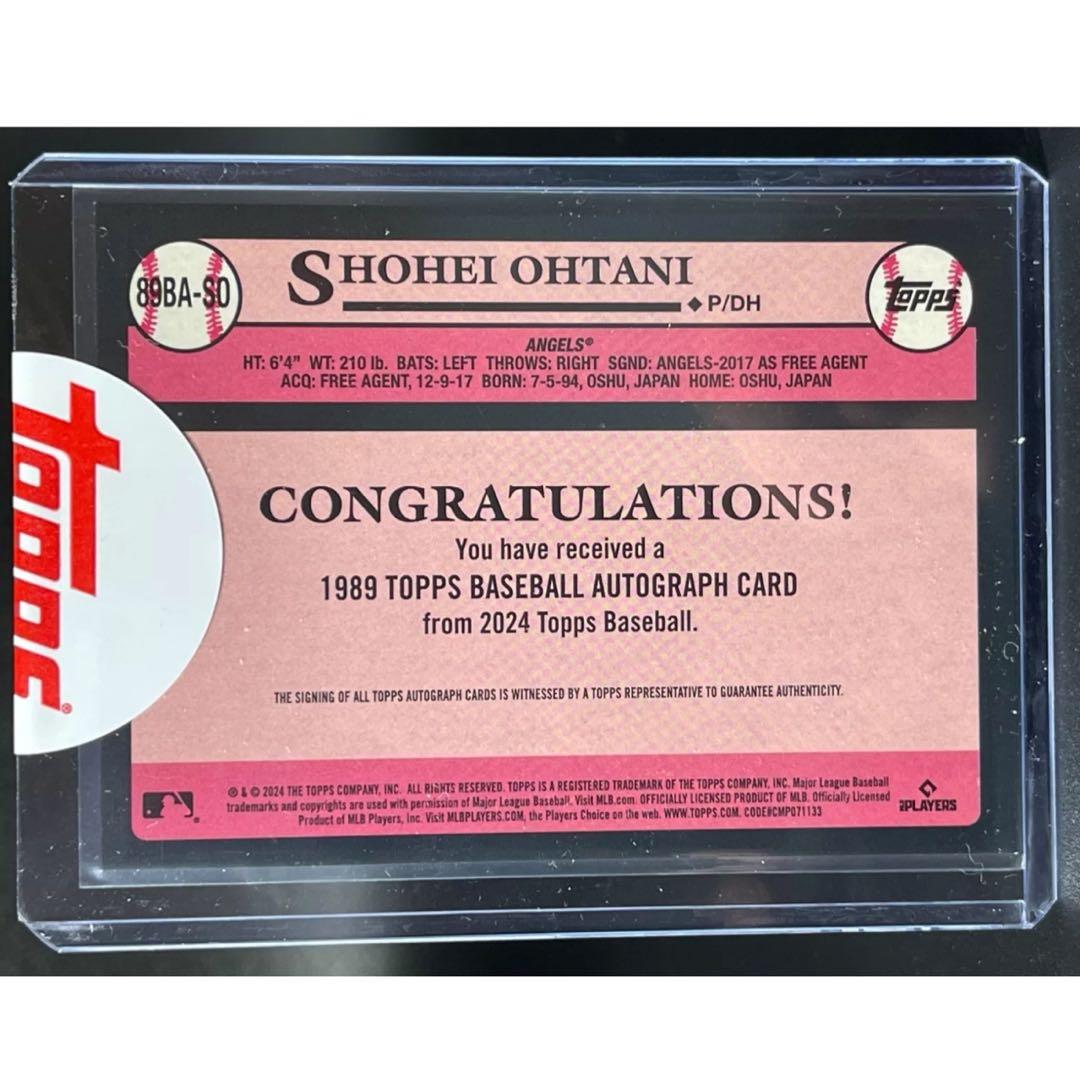 89BA-SO
SHOHEI OHTANI
P/DH
topps
ANGELS®
HT: 6'4" WT: 210 lb. BATS: LEFT THROWS: RIGHT SGND: ANGELS-2017 AS FREE AGENT
ACQ: FREE AGENT, 12-9-17 BORN: 7-5-94, OSHU, JAPAN HOME: OSHU, JAPAN
TOPPS®
CONGRATULATIONS!
You have received a
1989 TOPPS BASEBALL AUTOGRAPH CARD
from 2024 Topps Baseball.
THE SIGNING OF ALL TOPPS AUTOGRAPH CARDS IS WITNESSED BY A TOPPS REPRESENTATIVE TO GUARANTEE AUTHENTICITY.
® & © 2024 THE TOPPS COMPANY, INC. ALL RIGHTS RESERVED. TOPPS IS A REGISTERED TRADEMARK OF THE TOPPS COMPANY, INC. Major League Baseball
trademarks and copyrights are used with permission of Major League Baseball. Visit MLB.com. OFFICIALLY LICENSED PRODUCT OF MLB. Officially Licensed
Product of MLB Players, Inc. Visit MLBPLAYERS.COM, the Players Choice on the web. WWW.TOPPS.COM. CODE#CMP071133
PLAYERS